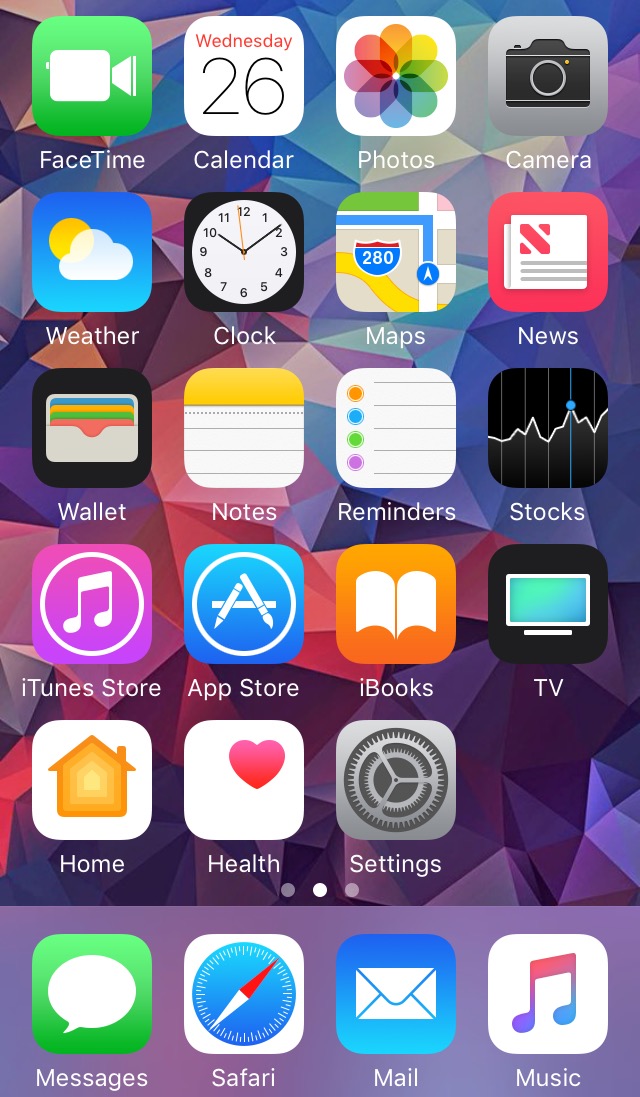 Wednesday
26
FaceTime Calendar Photos Camera
12
11 1
10 2
9 3
8 4
7 5
6
280
Weather Clock Maps News
Wallet Notes Reminders Stocks
iTunes Store App Store iBooks TV
Home Health Settings
Messages Safari Mail Music